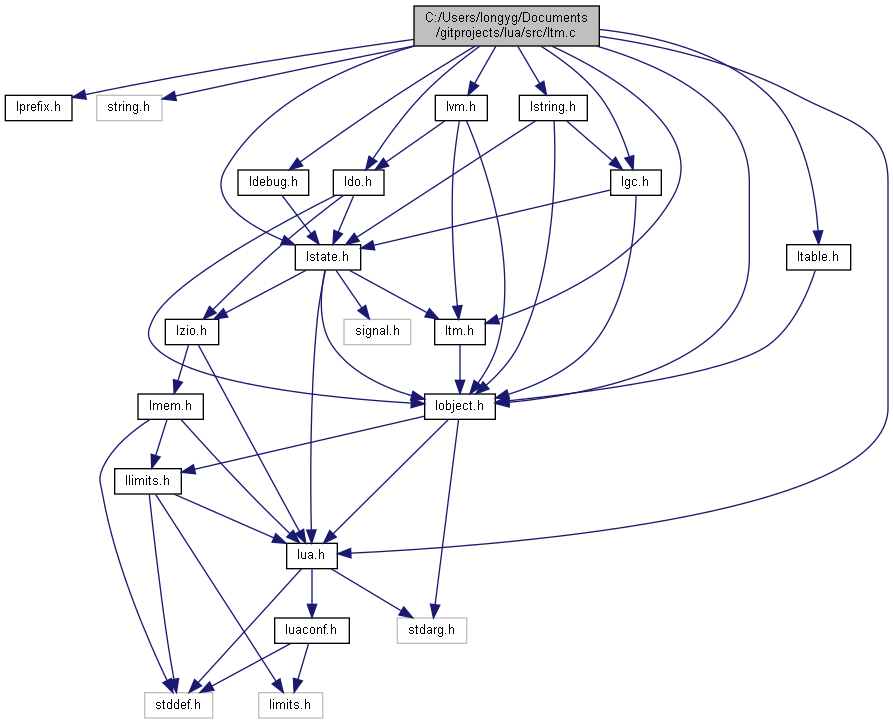 C:/Users/longyg/Documents
/gitprojects/lua/src/ltm.c
lprefix.h
string.h
lvm.h
lstring.h
ldebug.h
ldo.h
lgc.h
lstate.h
ltable.h
lzio.h
signal.h
ltm.h
lmem.h
lobject.h
llimits.h
lua.h
luaconf.h
stdarg.h
stddef.h
limits.h